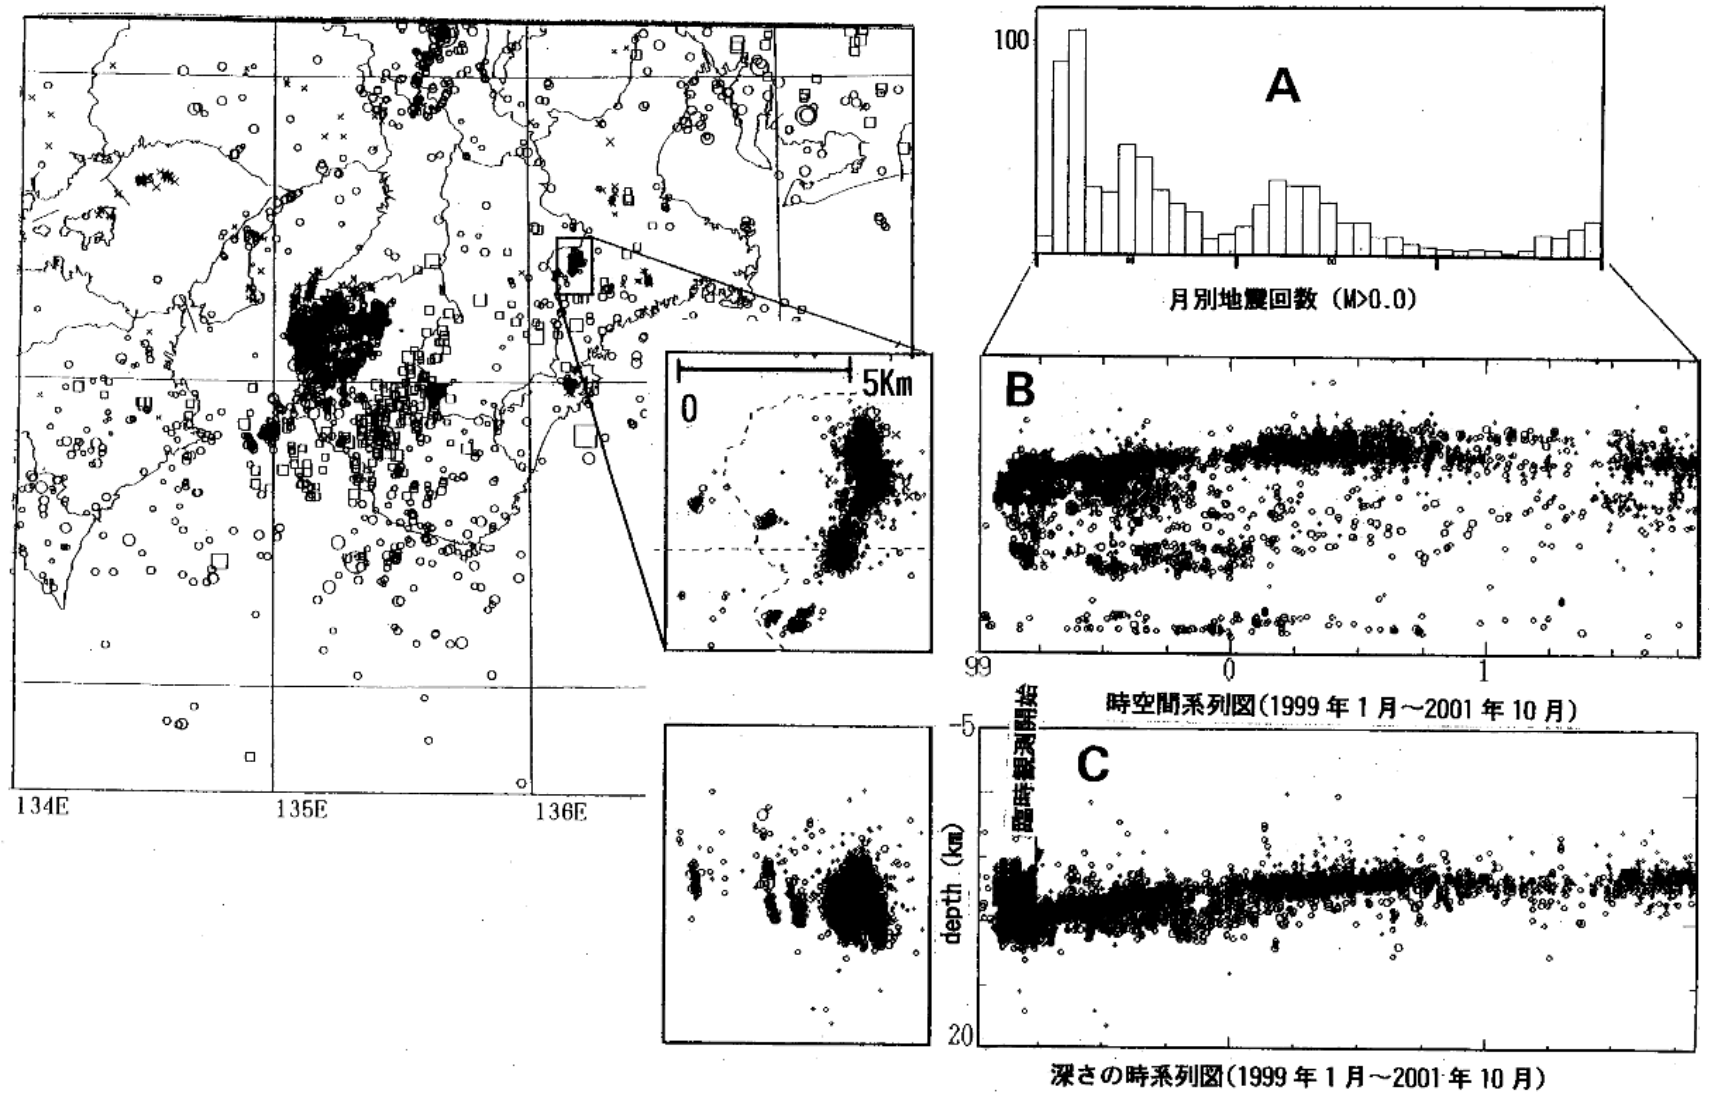 100
A
月別地震回数 (M>0.0)
0
5Km
B
99
0
1
時空間系列図(1999 年 1 月～2001 年 10 月)
134E
135E
136E
臨時観測開始
-5
C
depth (km)
20
深さの時系列図(1999 年 1 月～2001 年 10 月)